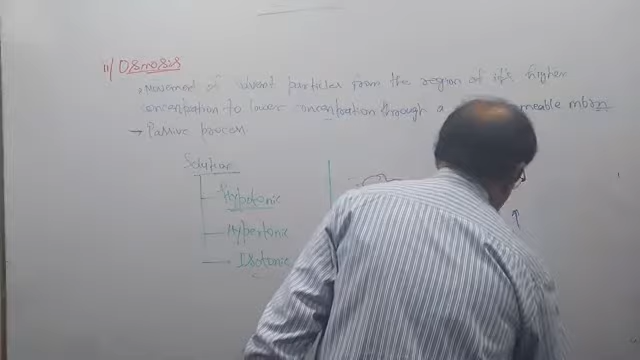 ii/ Osmosis
• Movement of solvent particles from the region of it's higher
concentration to lower concentration through a meable mbrn
→ Passive process
Solutions
Hypotonic
Hypertonic
Isotonic